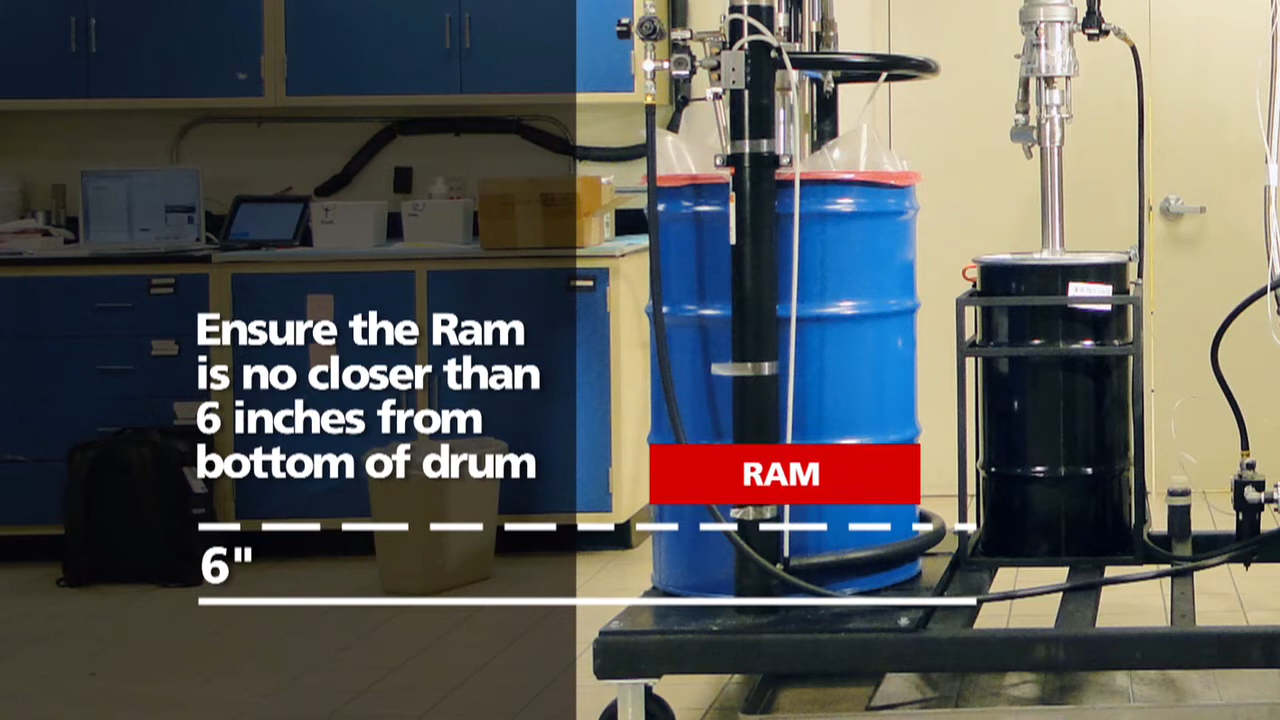 Ensure the Ram
is no closer than
6 inches from
bottom of drum
RAM
6"